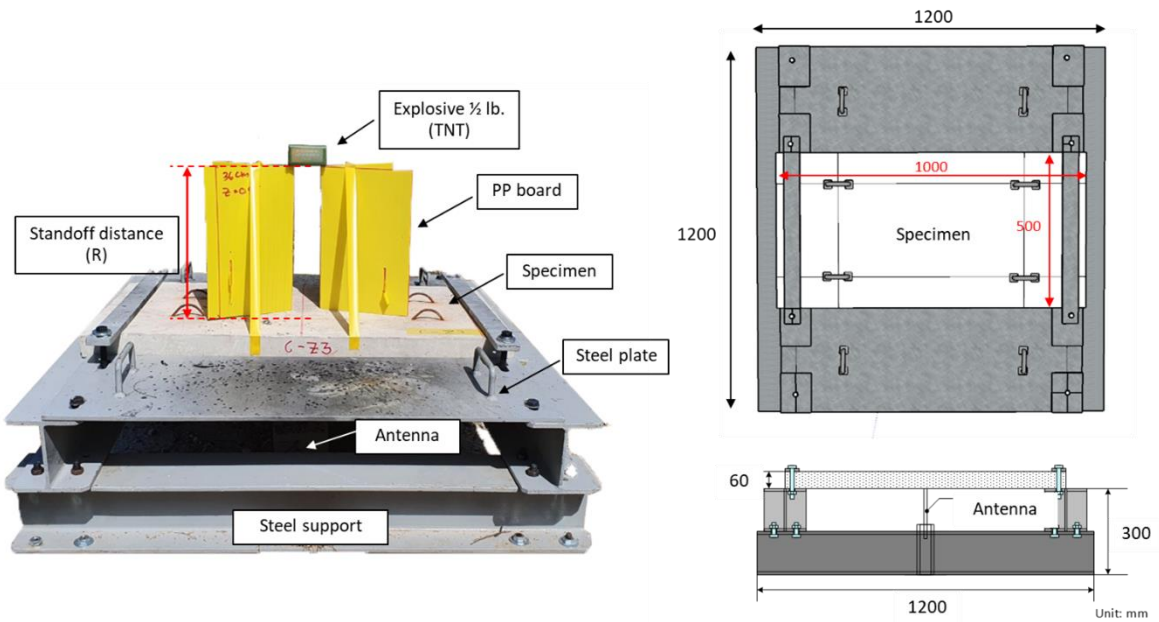 Explosive ½ lb.
(TNT)
36cm
PP board
Standoff distance
(R)
Specimen
C-Z3
Steel plate
Antenna
Steel support
1200
1200
1000
500
Specimen
60
Antenna
300
1200
Unit: mm